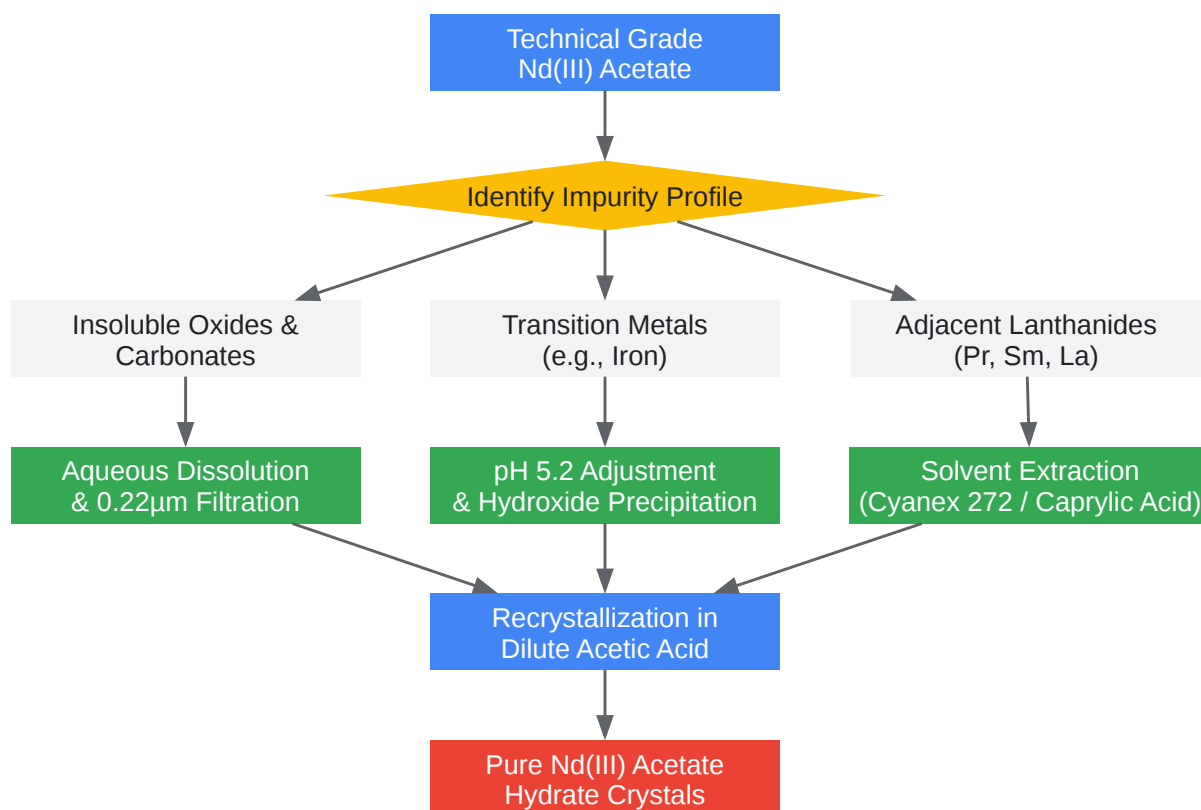 Technical Grade
Nd(III) Acetate
Identify Impurity Profile
Insoluble Oxides &
Carbonates
Transition Metals
(e.g., Iron)
Adjacent Lanthanides
(Pr, Sm, La)
Aqueous Dissolution
& 0.22µm Filtration
pH 5.2 Adjustment
& Hydroxide Precipitation
Solvent Extraction
(Cyanex 272 / Caprylic Acid)
Recrystallization in
Dilute Acetic Acid
Pure Nd(III) Acetate
Hydrate Crystals